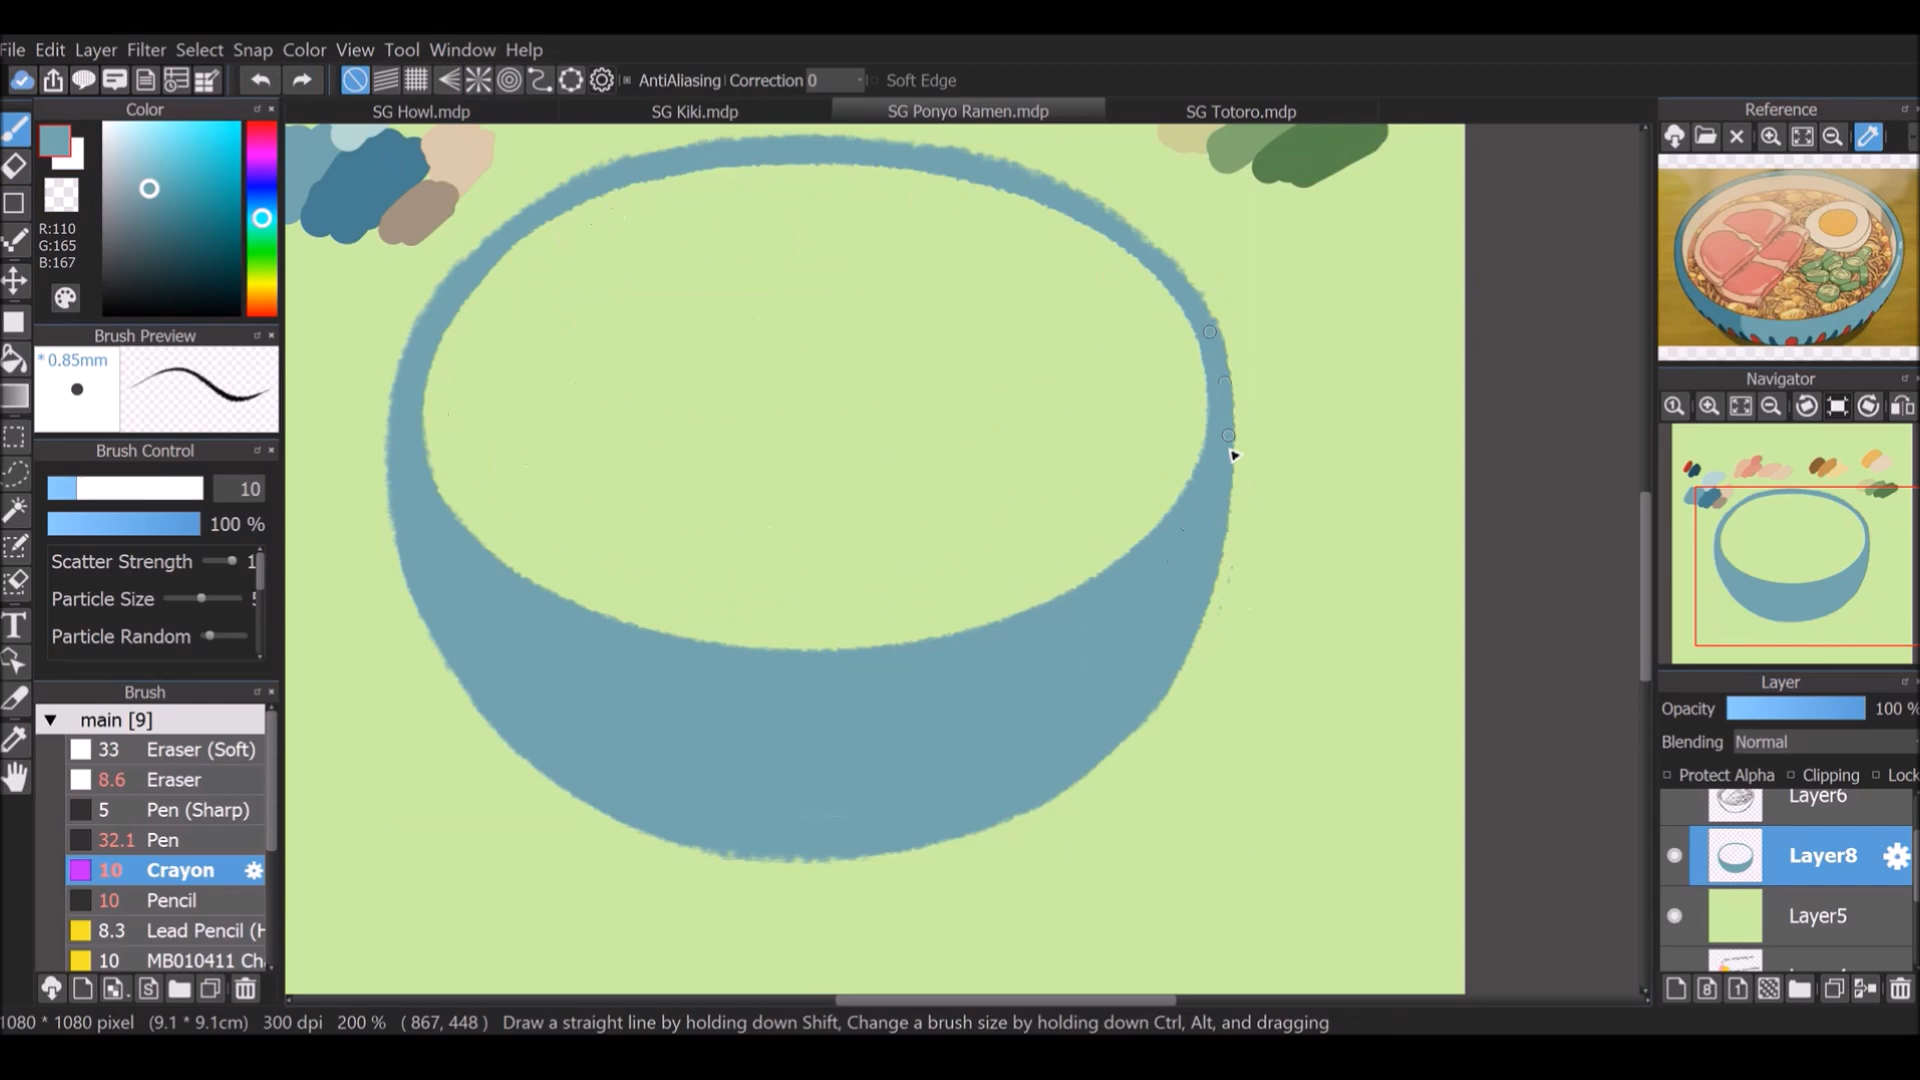 File Edit Layer Filter Select Snap Color View Tool Window Help
AntiAliasing Correction 0 Soft Edge
Color
SG Howl.mdp SG Kiki.mdp SG Ponyo Ramen.mdp SG Totoro.mdp
Reference
R:110
G:165
B:167
Brush Preview
* 0.85mm
Navigator
Brush Control
10
100 %
Scatter Strength 1
Particle Size
Particle Random
Brush
main [9]
33 Eraser (Soft)
8.6 Eraser
5 Pen (Sharp)
32.1 Pen
10 Crayon
10 Pencil
8.3 Lead Pencil (H
10 MB010411 Ch
Layer
Opacity 100 %
Blending Normal
Protect Alpha Clipping Lock
Layer6
Layer8
Layer5
1080 * 1080 pixel (9.1 * 9.1cm) 300 dpi 200 % ( 867, 448 ) Draw a straight line by holding down Shift, Change a brush size by holding down Ctrl, Alt, and dragging